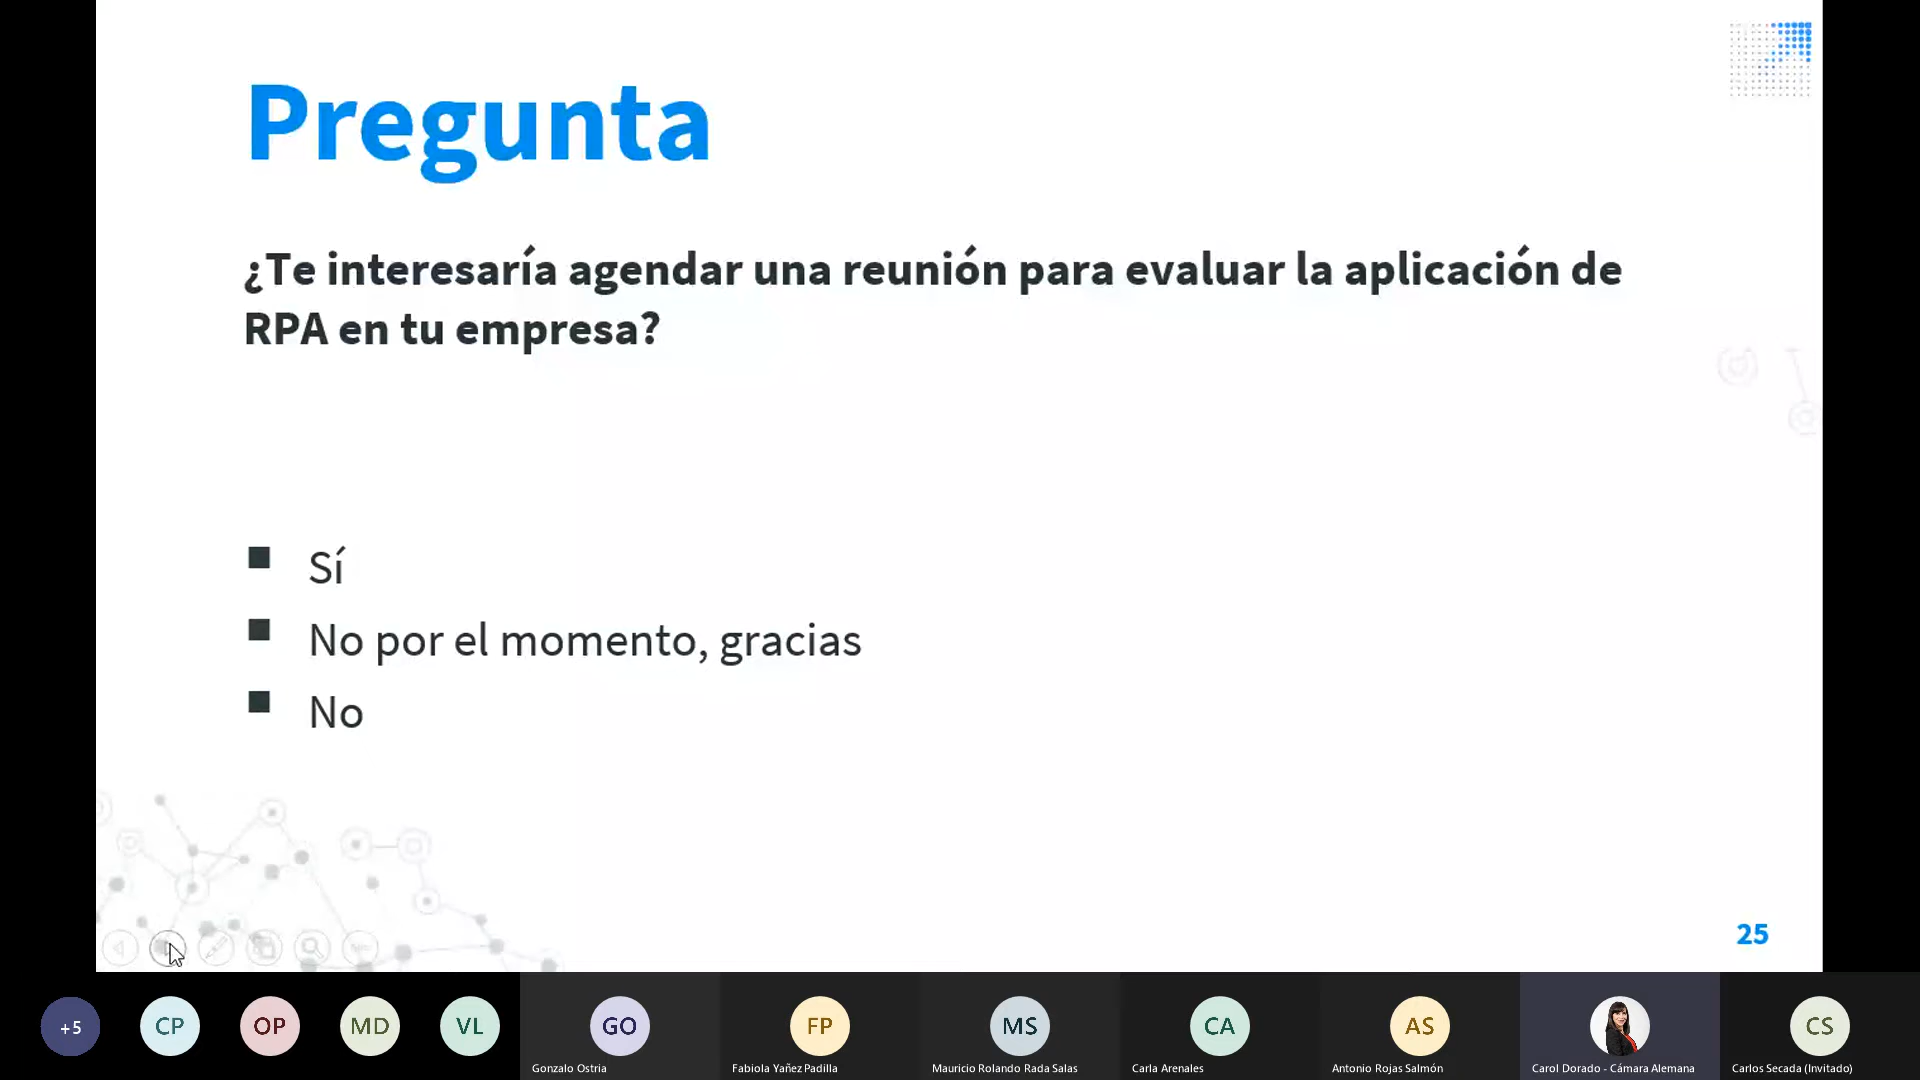 Pregunta
¿Te interesaría agendar una reunión para evaluar la aplicación de
RPA en tu empresa?
Sí
No por el momento, gracias
No
25
+5
CP
OP
MD
VL
GO
FP
MS
CA
AS
CS
Gonzalo Ostria
Fabiola Yañez Padilla
Mauricio Rolando Rada Salas
Carla Arenales
Antonio Rojas Salmón
Carol Dorado - Cámara Alemana
Carlos Secada (Invitado)